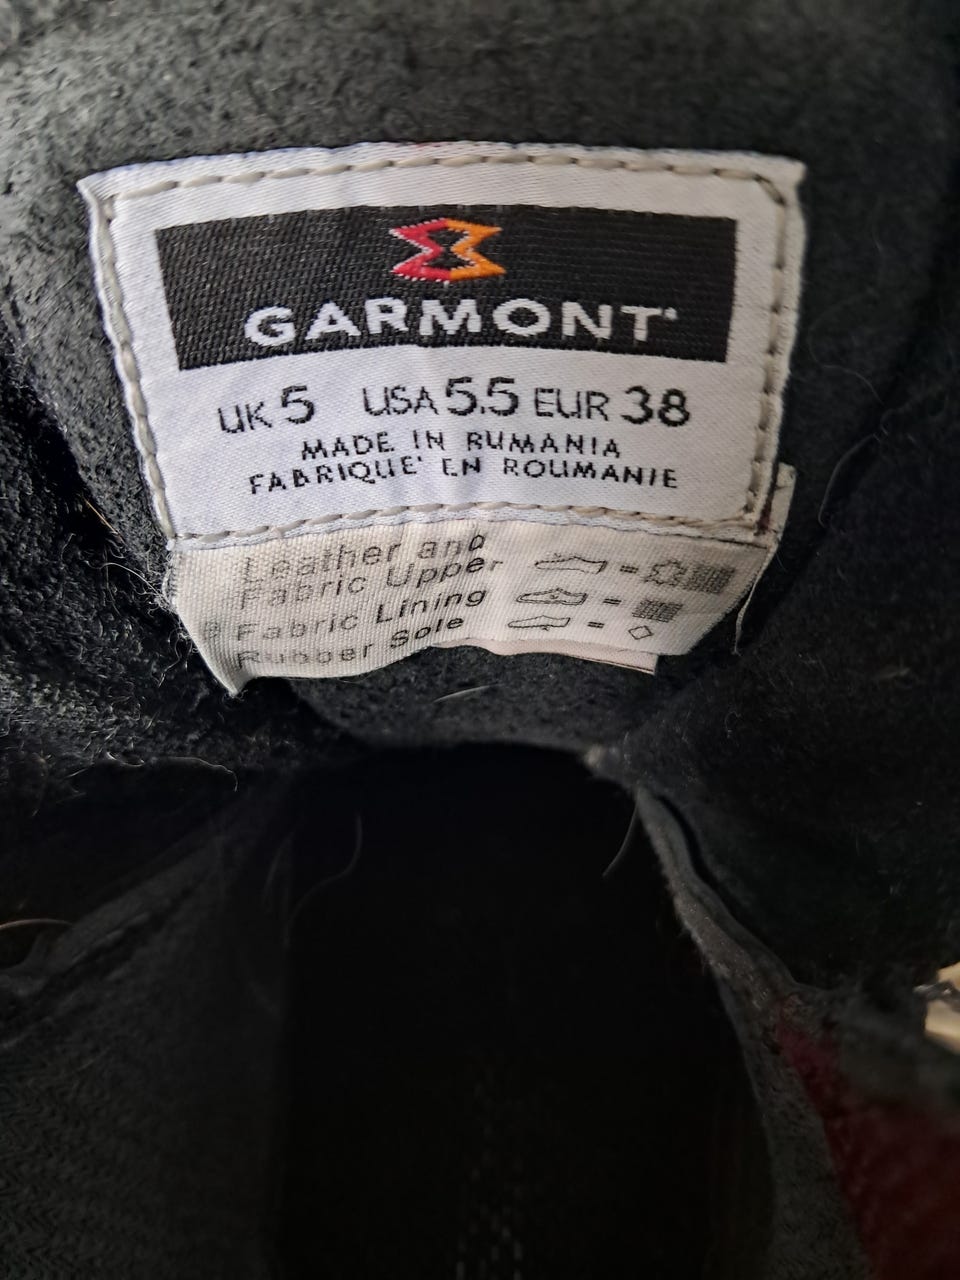 GARMONT
UK 5 USA 5.5 EUR 38
MADE IN RUMANIA
FABRIQUE' EN ROUMANIE
Leather and
Fabric Upper =
Fabric Lining =
Rubber Sole =